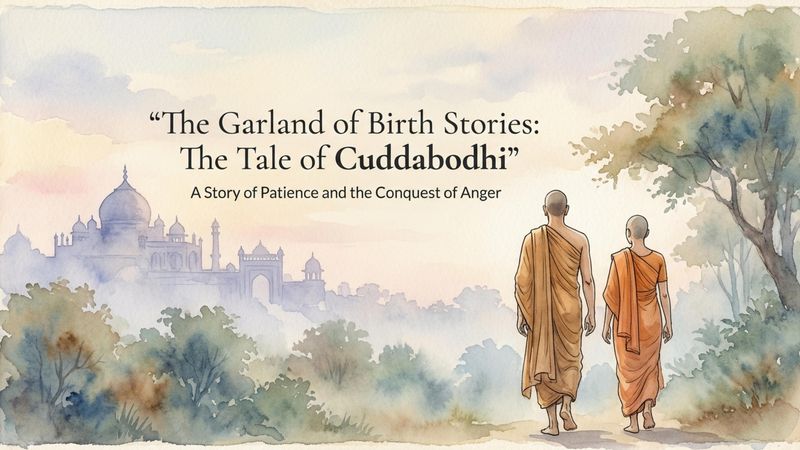 “The Garland of Birth Stories:
The Tale of Cuddabodhi”
A Story of Patience and the Conquest of Anger